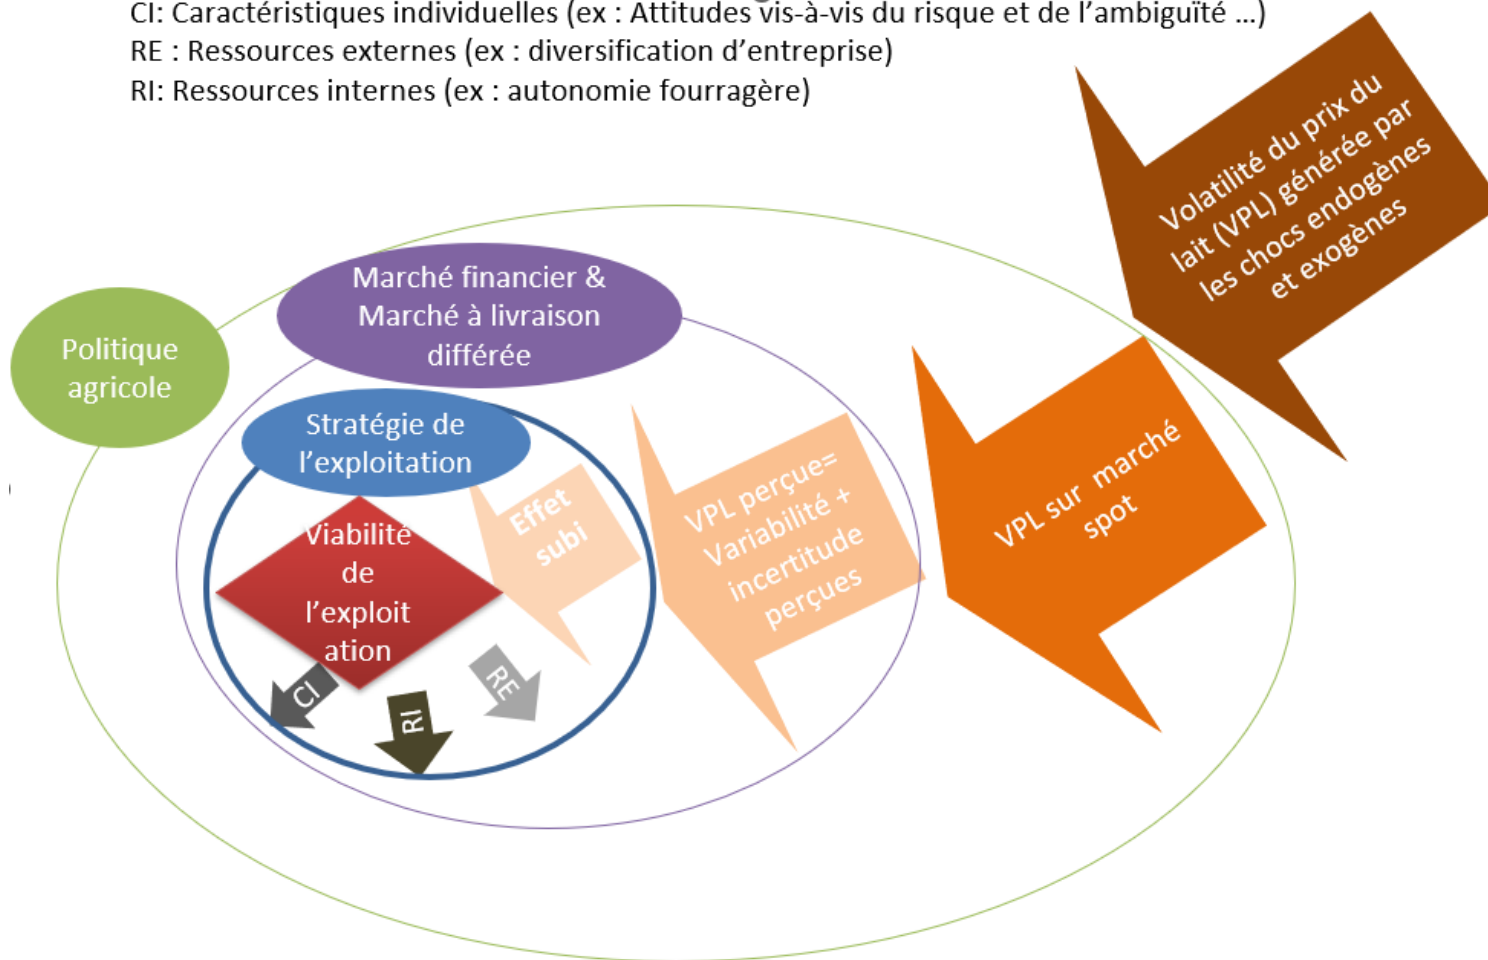 CI: Caractéristiques individuelles (ex : Attitudes vis-à-vis du risque et de l’ambiguïté …)
RE : Ressources externes (ex : diversification d’entreprise)
RI: Ressources internes (ex : autonomie fourragère)
Volatilité du prix du
lait (VPL) générée par
les chocs endogènes
et exogènes
Marché financier &
Marché à livraison
différée
Politique
agricole
Stratégie de
l’exploitation
VPL sur  marché
spot
VPL perçue=
Variabilité +
incertitude
perçues
Effet
subi
Viabilité
de
l’exploit
ation
CI
RI
RE